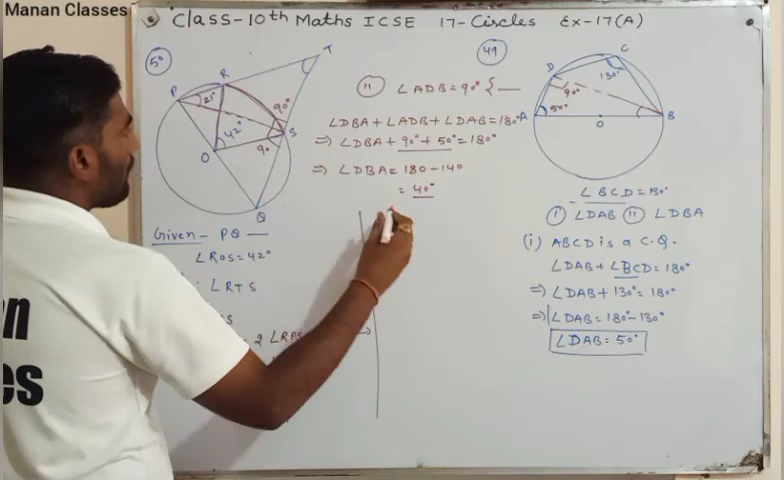 Manan Classes
Class-10th Maths ICSE 17-Circles Ex-17(A)
50
P
R
T
21°
90°
42°
S
O
90
Q
Given- PQ —
∠ROS=42°
∠RTS
S
2 ∠RPS
49
(ii) ∠ADB=90° { —
∠DBA+∠ADB+∠DAB=180°
⇒ ∠DBA+90°+50°=180°
⇒ ∠DBA=180-140
=40°
D
C
130°
90°
A
50°
B
O
∠BCD=130°
(i) ∠DAB (ii) ∠DBA
(i) ABCD is a C.Q.
∠DAB+∠BCD=180°
⇒ ∠DAB+130°=180°
⇒ ∠DAB=180°-130°
∠DAB=50°
n
es